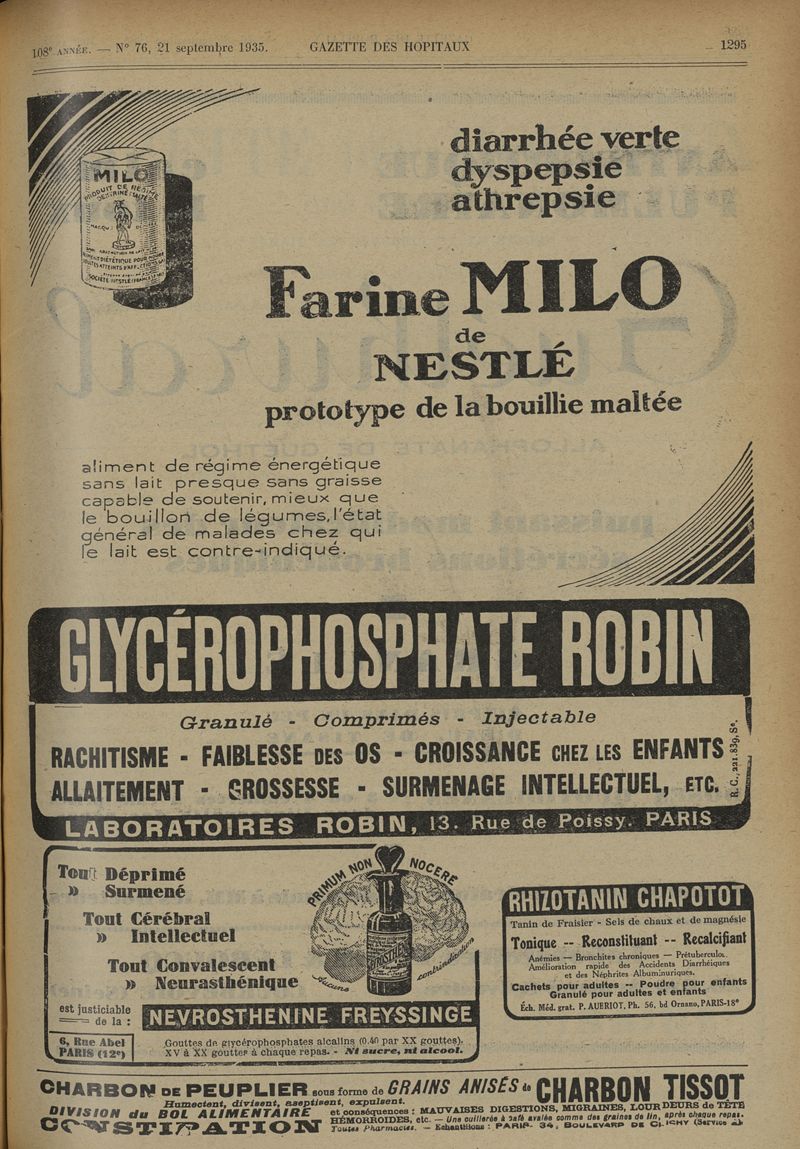 108e ANNÉE. — N° 76, 21 septembre 1935. GAZETTE DES HOPITAUX — 1295
MILO
PRODUIT DE RÉGIME
SOCIÉTÉ NESTLÉ
diarrhée verte
dyspepsie
athrepsie
Farine MILO
de
NESTLÉ
prototype de la bouillie maltée
aliment de régime énergétique
sans lait presque sans graisse
capable de soutenir, mieux que
le bouillon de légumes, l'état
général de malades chez qui
le lait est contre-indiqué.
GLYCÉROPHOSPHATE ROBIN
Granulé - Comprimés - Injectable
RACHITISME - FAIBLESSE DES OS - CROISSANCE CHEZ LES ENFANTS
ALLAITEMENT - GROSSESSE - SURMENAGE INTELLECTUEL, ETC.
R. C., 221.839, Se.
LABORATOIRES ROBIN, 13. Rue de Poissy. PARIS
Tout Déprimé
» Surmené
Tout Cérébral
» Intellectuel
Tout Convalescent
» Neurasthénique
PRIMUM NON NOCERE
Aucune contrindication
est justiciable
de la :
NEVROSTHENINE FREYSSINGE
6, Rue Abel
PARIS (12e)
Gouttes de glycérophosphates alcalins (0.40 par XX gouttes).
XV à XX gouttes à chaque repas. - Ni sucre, ni alcool.
RHIZOTANIN CHAPOTOT
Tanin de Fraisier - Sels de chaux et de magnésie
Tonique -- Reconstituant -- Recalcifiant
Anémies — Bronchites chroniques — Prétuberculos.
Amélioration rapide des Accidents Diarrhéiques
et des Néphrites Albuminuriques.
Cachets pour adultes -- Poudre pour enfants
Granulé pour adultes et enfants
Éch. Méd. grat. P. AUBRIOT, Ph. 56, bd Ornano, PARIS-18e
CHARBON DE PEUPLIER sous forme de GRAINS ANISÉS de CHARBON TISSOT
Humectent, divisent, aseptisent, expulsent.
DIVISION du BOL ALIMENTAIRE et conséquences : MAUVAISES DIGESTIONS, MIGRAINES, LOURDEURS de TÊTE
HÉMORROIDES, etc. — Une cuillerée à café avalée comme des graines de lin, après chaque repas.
CONSTIPATION Toutes Pharmacies. — Echantillons : PARIS- 34, BOULEVARD DE CLICHY (Service